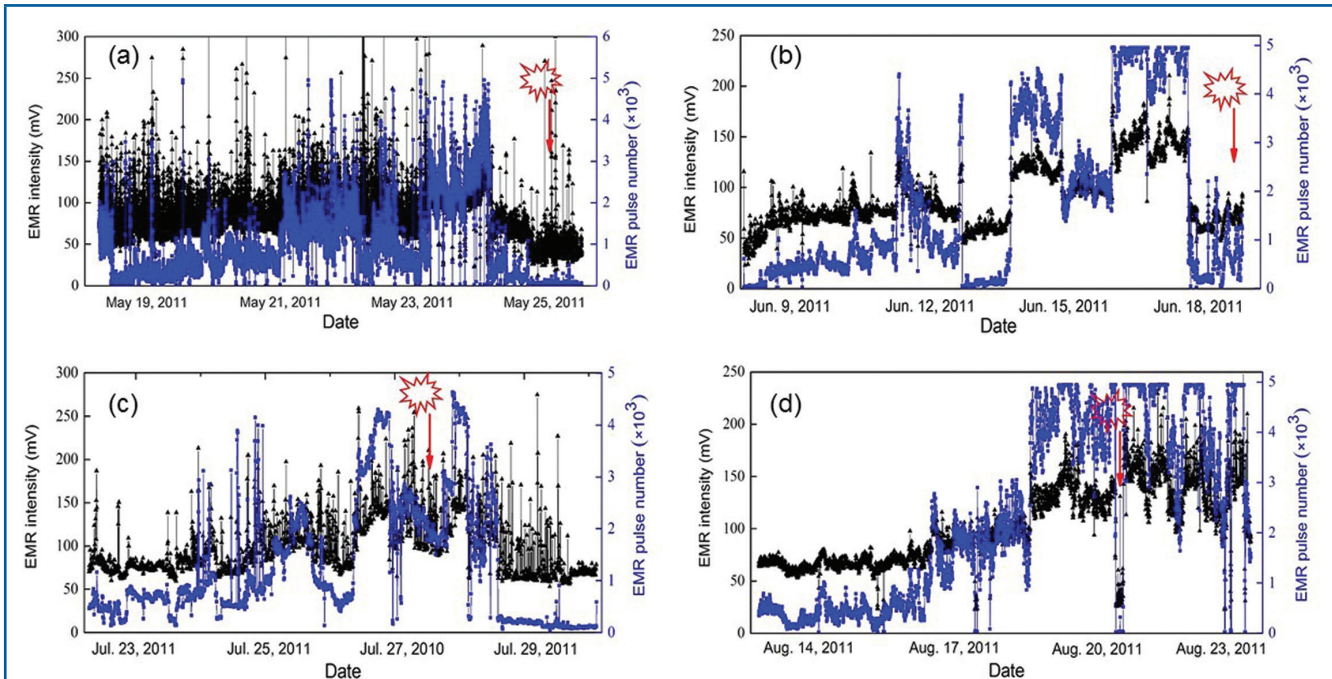 (a)
EMR intensity (mV)
300
250
200
150
100
50
0
6
5
4
3
2
1
0
EMR pulse number (×10³)
May 19, 2011 May 21, 2011 May 23, 2011 May 25, 2011
Date
(b)
EMR intensity (mV)
250
200
150
100
50
0
5
4
3
2
1
0
EMR pulse number (×10³)
Jun. 9, 2011 Jun. 12, 2011 Jun. 15, 2011 Jun. 18, 2011
Date
(c)
EMR intensity (mV)
300
250
200
150
100
50
0
5
4
3
2
1
0
EMR pulse number (×10³)
Jul. 23, 2011 Jul. 25, 2011 Jul. 27, 2010 Jul. 29, 2011
Date
(d)
EMR intensity (mV)
250
200
150
100
50
0
5
4
3
2
1
0
EMR pulse number (×10³)
Aug. 14, 2011 Aug. 17, 2011 Aug. 20, 2011 Aug. 23, 2011
Date